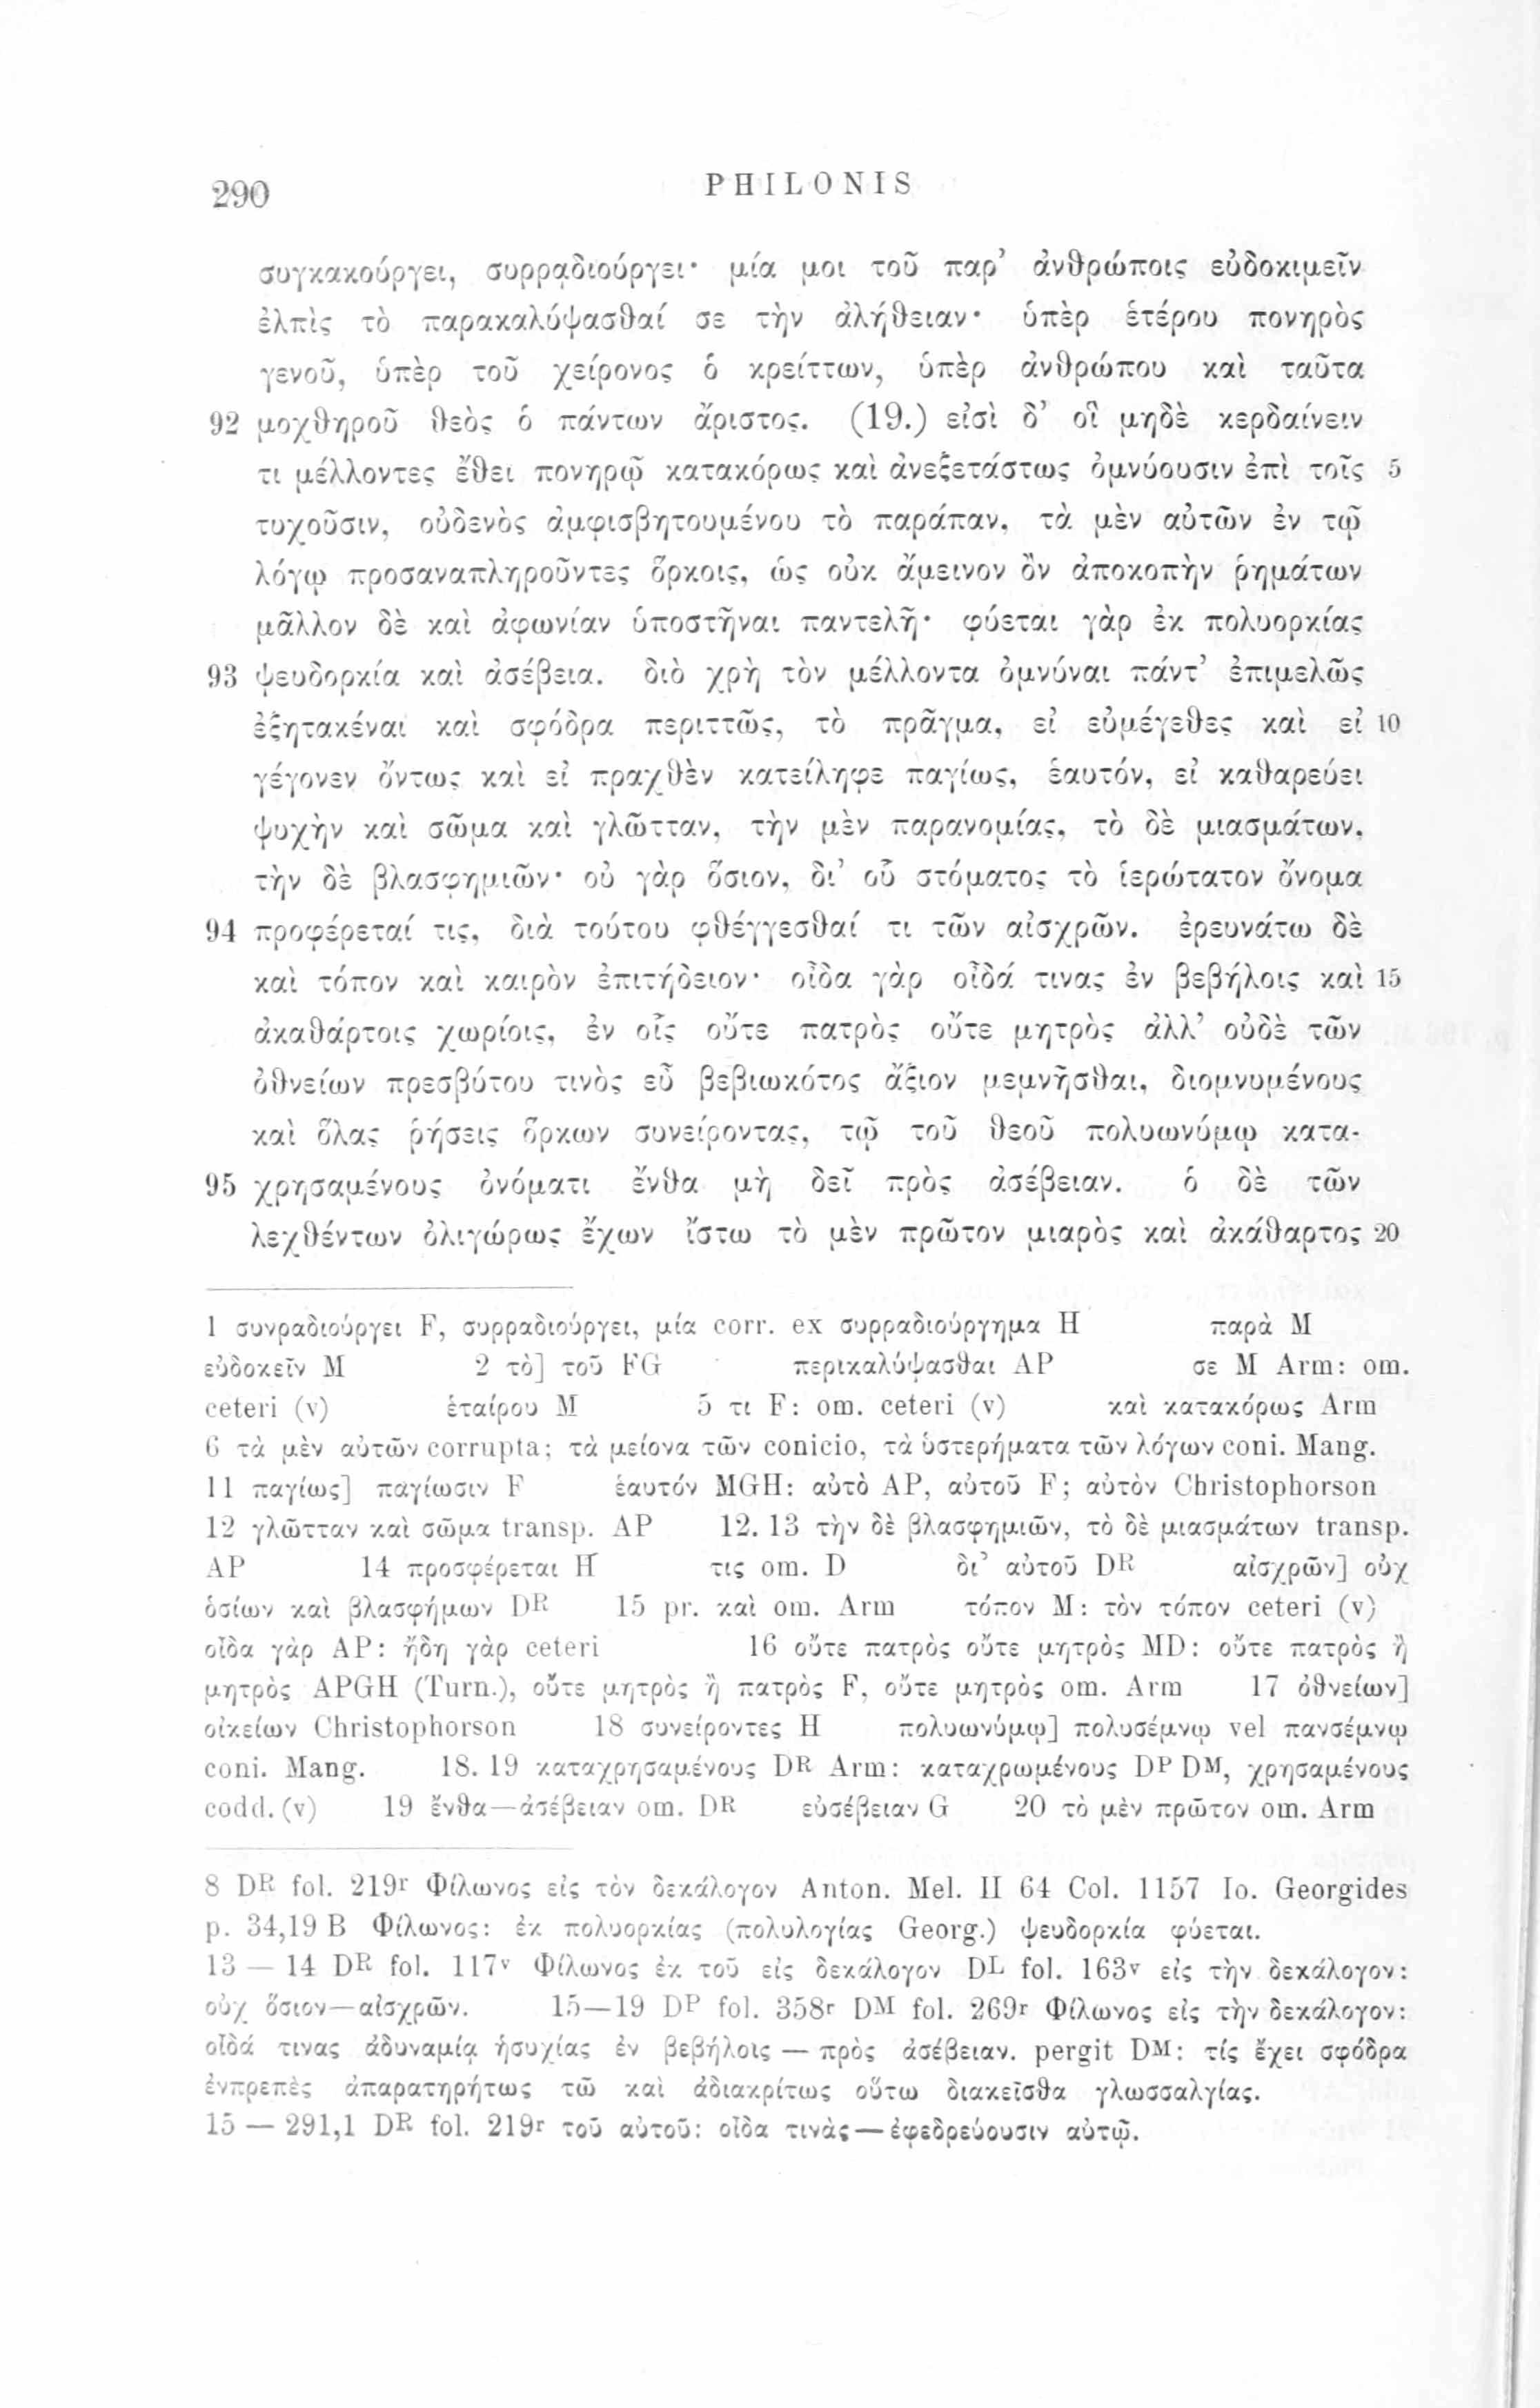 290
PHILONIS
συγκακούργει, συρρᾳδιούργει· μία μοι τοῦ παρ’ ἀνθρώποις εὐδοκιμεῖν
ἐλπὶς τὸ παρακαλύψασθαί σε τὴν ἀλήθειαν· ὑπὲρ ἑτέρου πονηρὸς
γενοῦ, ὑπὲρ τοῦ χείρονος ὁ κρείττων, ὑπὲρ ἀνθρώπου καὶ ταῦτα
92 μοχθηροῦ θεὸς ὁ πάντων ἄριστος. (19.) εἰσὶ δ’ οἳ μηδὲ κερδαίνειν
τι μέλλοντες ἔθει πονηρῷ κατακόρως καὶ ἀνεξετάστως ὀμνύουσιν ἐπὶ τοῖς 5
τυχοῦσιν, οὐδενὸς ἀμφισβητουμένου τὸ παράπαν, τὰ μὲν αὐτῶν ἐν τῷ
λόγῳ προσαναπληροῦντες ὅρκοις, ὡς οὐκ ἄμεινον ὂν ἀποκοπὴν ῥημάτων
μᾶλλον δὲ καὶ ἀφωνίαν ὑποστῆναι παντελῆ· φύεται γὰρ ἐκ πολυορκίας
93 ψευδορκία καὶ ἀσέβεια. διὸ χρὴ τὸν μέλλοντα ὀμνύναι πάντ’ ἐπιμελῶς
ἐξητακέναι καὶ σφόδρα περιττῶς, τὸ πρᾶγμα, εἰ εὐμέγεθες καὶ εἰ 10
γέγονεν ὄντως καὶ εἰ πραχθὲν κατείληφε παγίως, ἑαυτόν, εἰ καθαρεύει
ψυχὴν καὶ σῶμα καὶ γλῶτταν, τὴν μὲν παρανομίας, τὸ δὲ μιασμάτων,
τὴν δὲ βλασφημιῶν· οὐ γὰρ ὅσιον, δι’ οὗ στόματος τὸ ἱερώτατον ὄνομα
94 προφέρεταί τις, διὰ τούτου φθέγγεσθαί τι τῶν αἰσχρῶν. ἐρευνάτω δὲ
καὶ τόπον καὶ καιρὸν ἐπιτήδειον· οἶδα γὰρ οἶδά τινας ἐν βεβήλοις καὶ 15
ἀκαθάρτοις χωρίοις, ἐν οἷς οὔτε πατρὸς οὔτε μητρὸς ἀλλ’ οὐδὲ τῶν
ὀθνείων πρεσβύτου τινὸς εὖ βεβιωκότος ἄξιον μεμνῆσθαι, διομνυμένους
καὶ ὅλας ῥήσεις ὅρκων συνείροντας, τῷ τοῦ θεοῦ πολυωνύμῳ κατα-
95 χρησαμένους ὀνόματι ἔνθα μὴ δεῖ πρὸς ἀσέβειαν. ὁ δὲ τῶν
λεχθέντων ὀλιγώρως ἔχων ἴστω τὸ μὲν πρῶτον μιαρὸς καὶ ἀκάθαρτος 20
1 συνραδιούργει F, συρραδιούργει, μία corr. ex συρραδιούργημα H παρὰ M
εὐδοκεῖν M 2 τὸ] τοῦ FG περικαλύψασθαι AP σε M Arm: om.
ceteri (v) ἑταίρου M 5 τι F: om. ceteri (v) καὶ κατακόρως Arm
6 τὰ μὲν αὐτῶν corrupta; τὰ μείονα τῶν conicio, τὰ ὑστερήματα τῶν λόγων coni. Mang.
11 παγίως] παγίωσιν F ἑαυτόν MGH: αὐτὸ AP, αὐτοῦ F; αὑτὸν Christophorson
12 γλῶτταν καὶ σῶμα transp. AP 12. 13 τὴν δὲ βλασφημιῶν, τὸ δὲ μιασμάτων transp.
AP 14 προσφέρεται H τις om. D δι’ αὐτοῦ DR αἰσχρῶν] οὐχ
ὁσίων καὶ βλασφήμων DR 15 pr. καὶ om. Arm τόπον M: τὸν τόπον ceteri (v)
οἶδα γὰρ AP: ἤδη γὰρ ceteri 16 οὔτε πατρὸς οὔτε μητρὸς MD: οὔτε πατρὸς ἢ
μητρὸς APGH (Turn.), οὔτε μητρὸς ἢ πατρὸς F, οὔτε μητρὸς om. Arm 17 ὀθνείων]
οἰκείων Christophorson 18 συνείροντες H πολυωνύμῳ] πολυσέμνῳ vel πανσέμνῳ
coni. Mang. 18. 19 καταχρησαμένους DR Arm: καταχρωμένους DP DM, χρησαμένους
codd. (v) 19 ἔνθα—ἀσέβειαν om. DR εὐσέβειαν G 20 τὸ μὲν πρῶτον om. Arm
8 DR fol. 219r Φίλωνος εἰς τὸν δεκάλογον Anton. Mel. II 64 Col. 1157 Io. Georgides
p. 34,19 B Φίλωνος: ἐκ πολυορκίας (πολυλογίας Georg.) ψευδορκία φύεται.
13 — 14 DR fol. 117v Φίλωνος ἐκ τοῦ εἰς δεκάλογον DL fol. 163v εἰς τὴν δεκάλογον:
οὐχ ὅσιον—αἰσχρῶν. 15—19 DP fol. 358r DM fol. 269r Φίλωνος εἰς τὴν δεκάλογον:
οἶδά τινας ἀδυναμίᾳ ἡσυχίας ἐν βεβήλοις — πρὸς ἀσέβειαν. pergit DM: τίς ἔχει σφόδρα
ἐνπρεπὲς ἀπαρατηρήτως τῶ καὶ ἀδιακρίτως οὕτω διακεῖσθα γλωσσαλγίας.
15 — 291,1 DR fol. 219r τοῦ αὐτοῦ: οἶδα τινὰς—ἐφεδρεύουσιν αὐτῷ.